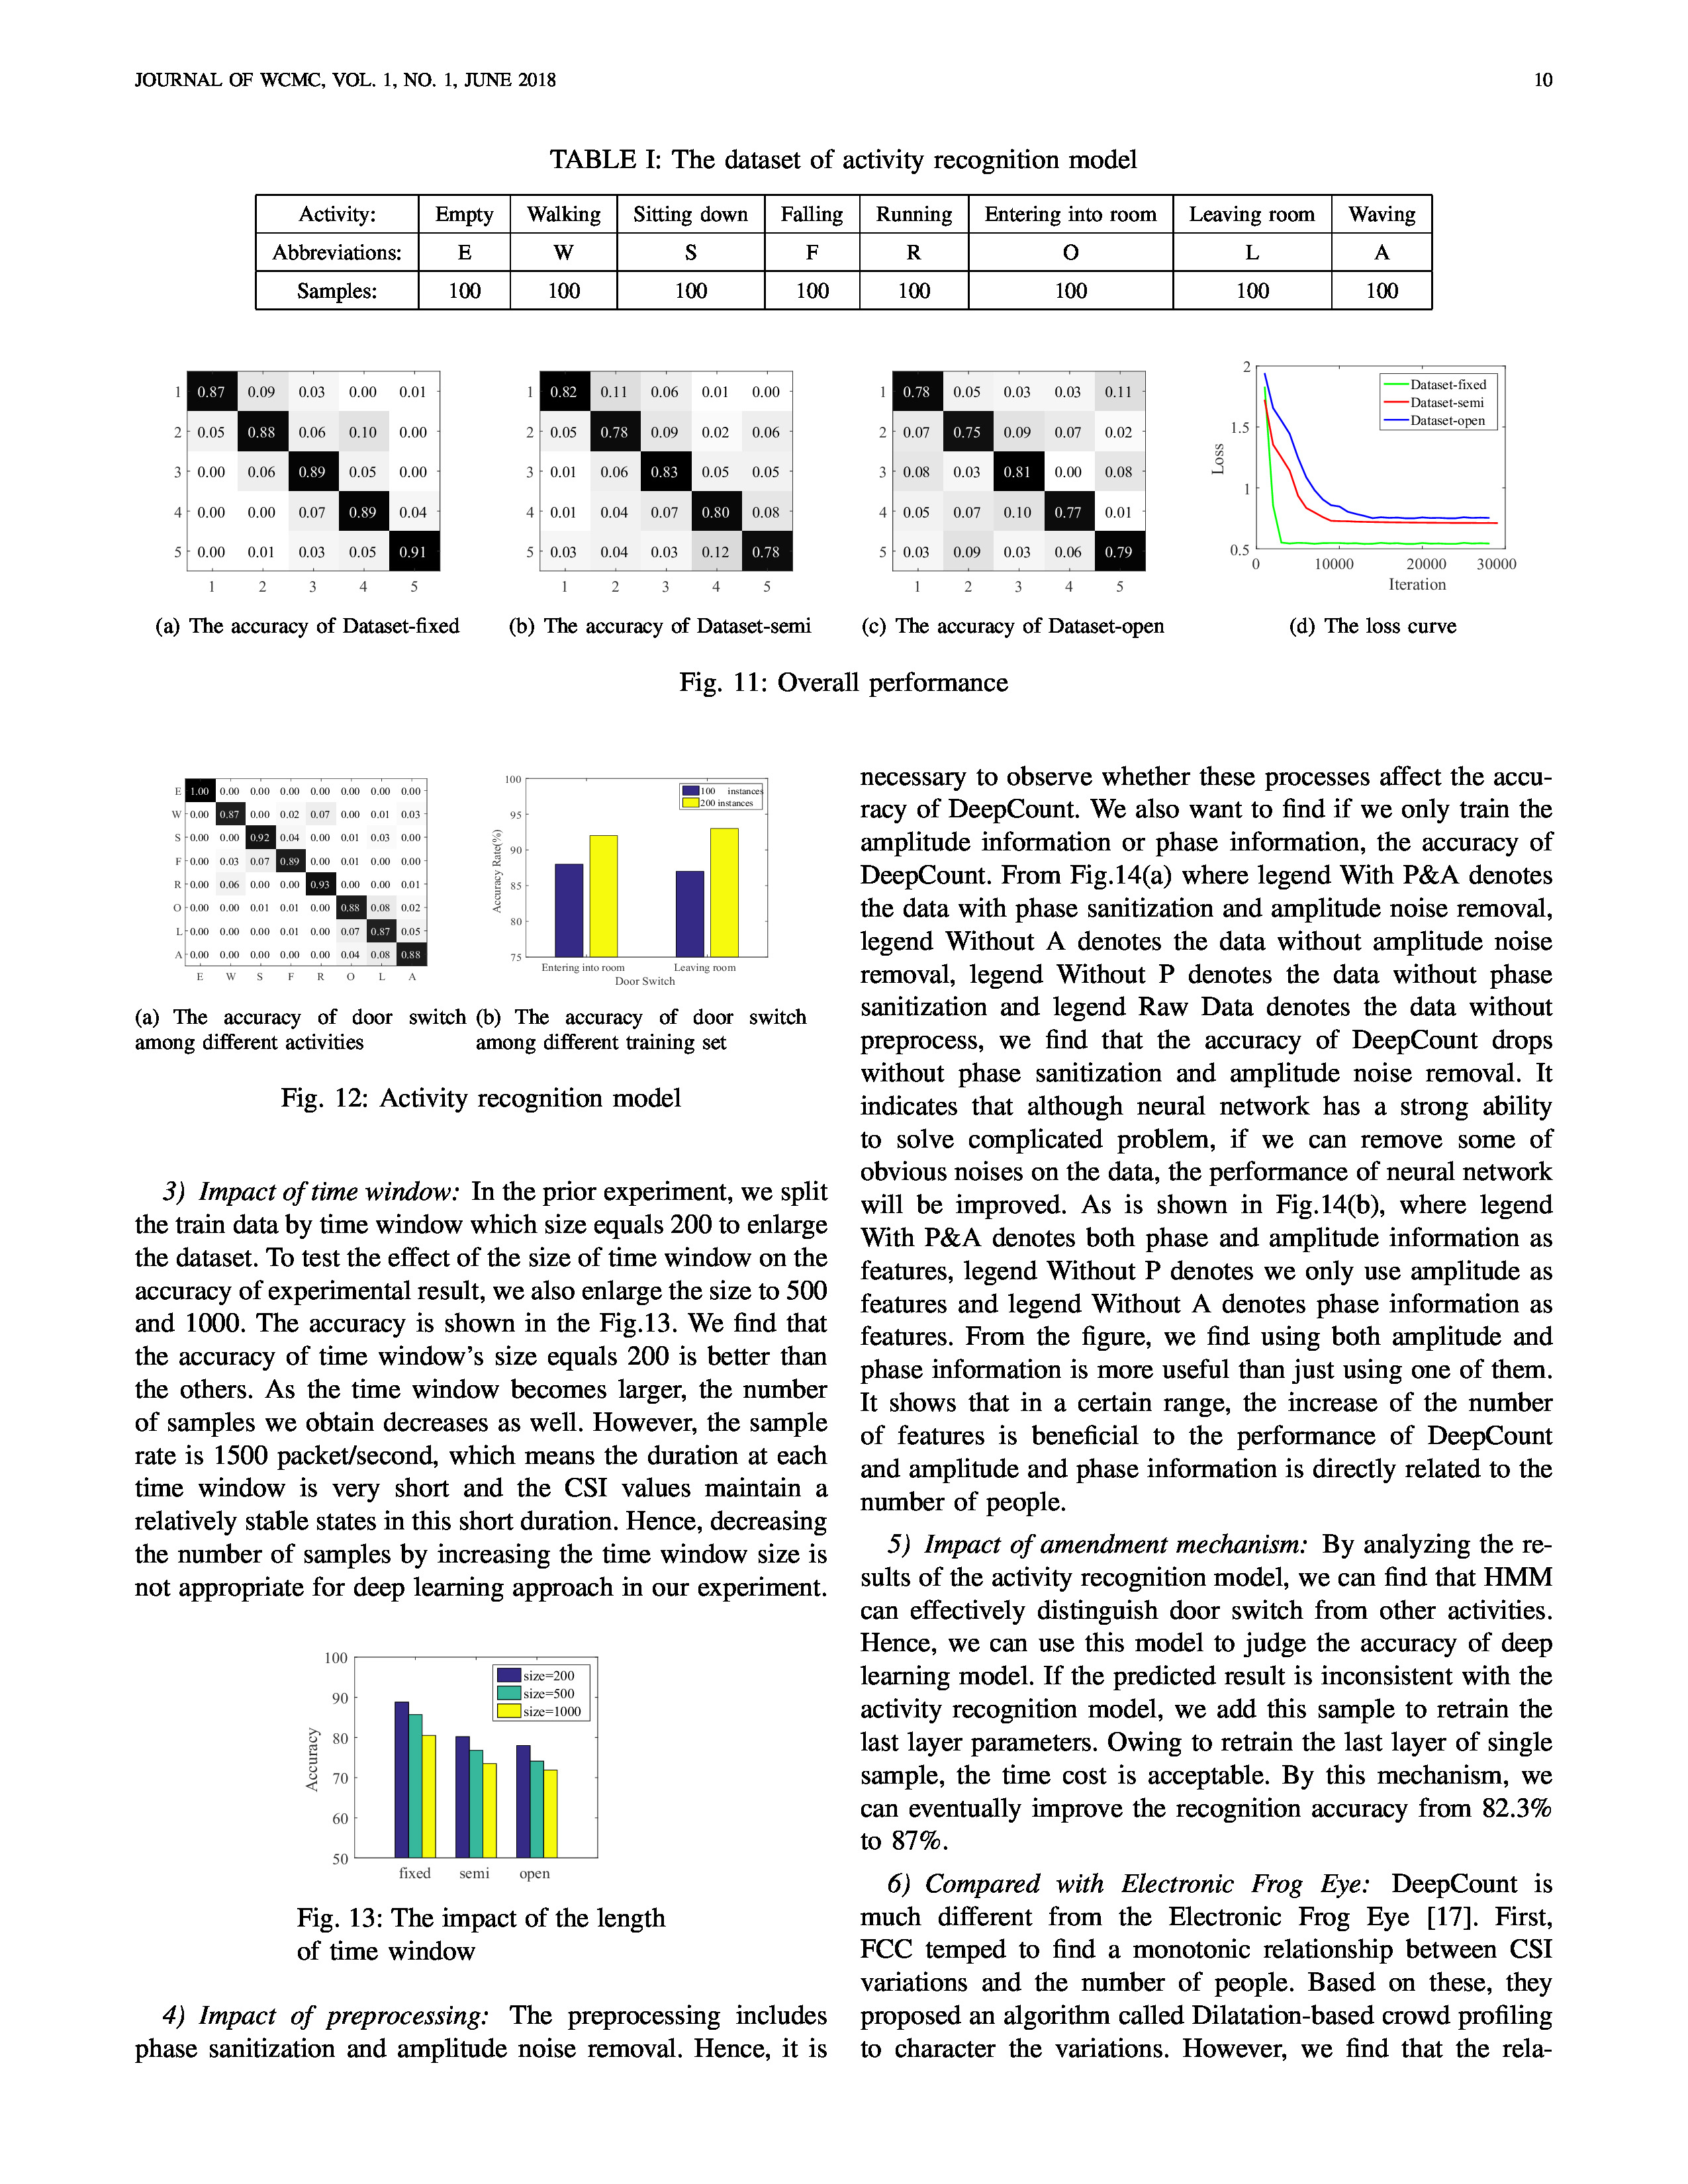 JOURNAL OF WCMC, VOL. 1, NO. 1, JUNE 2018 10
TABLE I: The dataset of activity recognition model
Activity: Empty Walking Sitting down Falling Running Entering into room Leaving room Waving
Abbreviations: E W S F R O L A
Samples: 100 100 100 100 100 100 100 100
1 0.87 0.09 0.03 0.00 0.01
2 0.05 0.88 0.06 0.10 0.00
3 0.00 0.06 0.89 0.05 0.00
4 0.00 0.00 0.07 0.89 0.04
5 0.00 0.01 0.03 0.05 0.91
1 2 3 4 5
(a) The accuracy of Dataset-fixed
1 0.82 0.11 0.06 0.01 0.00
2 0.05 0.78 0.09 0.02 0.06
3 0.01 0.06 0.83 0.05 0.05
4 0.01 0.04 0.07 0.80 0.08
5 0.03 0.04 0.03 0.12 0.78
1 2 3 4 5
(b) The accuracy of Dataset-semi
1 0.78 0.05 0.03 0.03 0.11
2 0.07 0.75 0.09 0.07 0.02
3 0.08 0.03 0.81 0.00 0.08
4 0.05 0.07 0.10 0.77 0.01
5 0.03 0.09 0.03 0.06 0.79
1 2 3 4 5
(c) The accuracy of Dataset-open
2
1.5
1
0.5
Loss
Dataset-fixed
Dataset-semi
Dataset-open
0 10000 20000 30000
Iteration
(d) The loss curve
Fig. 11: Overall performance
E 1.00 0.00 0.00 0.00 0.00 0.00 0.00 0.00
W 0.00 0.87 0.00 0.02 0.07 0.00 0.01 0.03
S 0.00 0.00 0.92 0.04 0.00 0.01 0.03 0.00
F 0.00 0.03 0.07 0.89 0.00 0.01 0.00 0.00
R 0.00 0.06 0.00 0.00 0.93 0.00 0.00 0.01
O 0.00 0.00 0.01 0.01 0.00 0.88 0.08 0.02
L 0.00 0.00 0.00 0.01 0.00 0.07 0.87 0.05
A 0.00 0.00 0.00 0.00 0.00 0.04 0.08 0.88
E W S F R O L A
(a) The accuracy of door switch
among different activities
100
95
90
85
80
75
Accuracy Rate(%)
100 instances
200 instances
Entering into room Leaving room
Door Switch
(b) The accuracy of door switch
among different training set
Fig. 12: Activity recognition model
3) Impact of time window: In the prior experiment, we split
the train data by time window which size equals 200 to enlarge
the dataset. To test the effect of the size of time window on the
accuracy of experimental result, we also enlarge the size to 500
and 1000. The accuracy is shown in the Fig.13. We find that
the accuracy of time window's size equals 200 is better than
the others. As the time window becomes larger, the number
of samples we obtain decreases as well. However, the sample
rate is 1500 packet/second, which means the duration at each
time window is very short and the CSI values maintain a
relatively stable states in this short duration. Hence, decreasing
the number of samples by increasing the time window size is
not appropriate for deep learning approach in our experiment.
100
90
80
70
60
50
Accuracy
size=200
size=500
size=1000
fixed semi open
Fig. 13: The impact of the length
of time window
4) Impact of preprocessing: The preprocessing includes
phase sanitization and amplitude noise removal. Hence, it is
necessary to observe whether these processes affect the accu-
racy of DeepCount. We also want to find if we only train the
amplitude information or phase information, the accuracy of
DeepCount. From Fig.14(a) where legend With P&A denotes
the data with phase sanitization and amplitude noise removal,
legend Without A denotes the data without amplitude noise
removal, legend Without P denotes the data without phase
sanitization and legend Raw Data denotes the data without
preprocess, we find that the accuracy of DeepCount drops
without phase sanitization and amplitude noise removal. It
indicates that although neural network has a strong ability
to solve complicated problem, if we can remove some of
obvious noises on the data, the performance of neural network
will be improved. As is shown in Fig.14(b), where legend
With P&A denotes both phase and amplitude information as
features, legend Without P denotes we only use amplitude as
features and legend Without A denotes phase information as
features. From the figure, we find using both amplitude and
phase information is more useful than just using one of them.
It shows that in a certain range, the increase of the number
of features is beneficial to the performance of DeepCount
and amplitude and phase information is directly related to the
number of people.
5) Impact of amendment mechanism: By analyzing the re-
sults of the activity recognition model, we can find that HMM
can effectively distinguish door switch from other activities.
Hence, we can use this model to judge the accuracy of deep
learning model. If the predicted result is inconsistent with the
activity recognition model, we add this sample to retrain the
last layer parameters. Owing to retrain the last layer of single
sample, the time cost is acceptable. By this mechanism, we
can eventually improve the recognition accuracy from 82.3%
to 87%.
6) Compared with Electronic Frog Eye: DeepCount is
much different from the Electronic Frog Eye [17]. First,
FCC temped to find a monotonic relationship between CSI
variations and the number of people. Based on these, they
proposed an algorithm called Dilatation-based crowd profiling
to character the variations. However, we find that the rela-